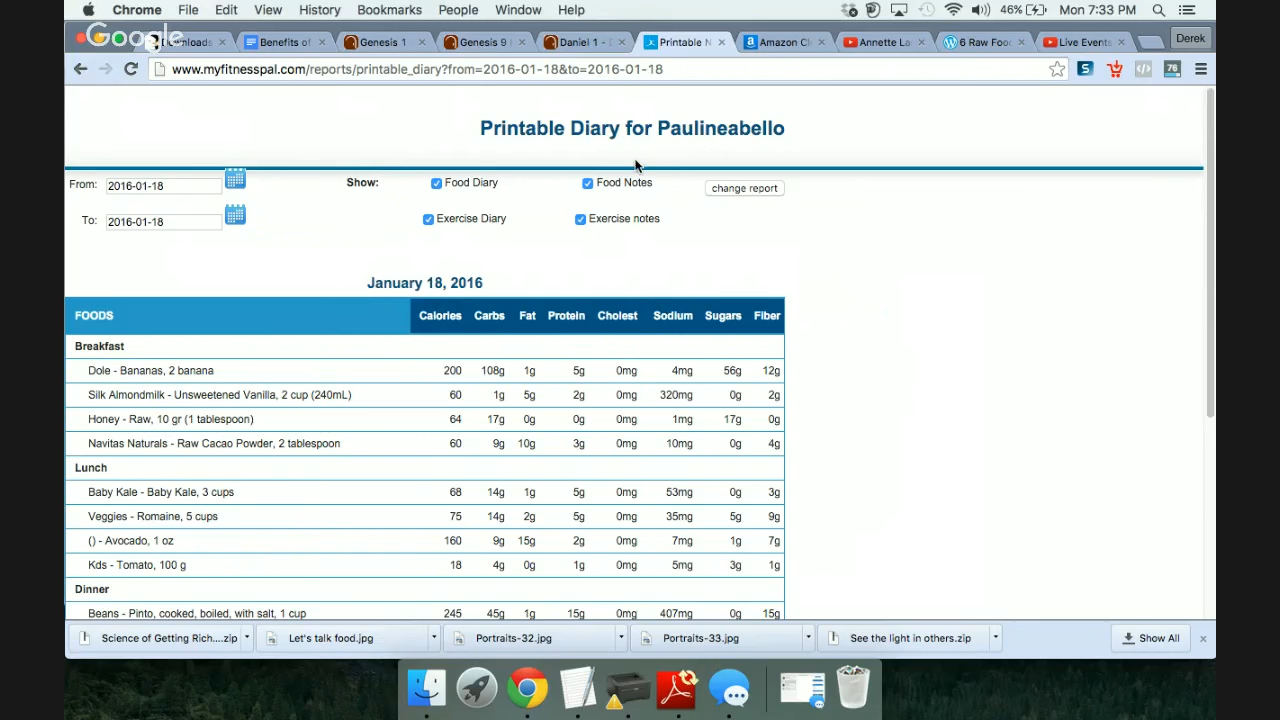 Chrome File Edit View History Bookmarks People Window Help 46% Mon 7:33 PM
Google
Downloads Benefits of Genesis 1 Genesis 9 Daniel 1 - Printable N Amazon C Annette La 6 Raw Foo Live Events Derek
www.myfitnesspal.com/reports/printable_diary?from=2016-01-18&to=2016-01-18 76
Printable Diary for Paulineabello
From: 2016-01-18 Show: Food Diary Food Notes change report
To: 2016-01-18 Exercise Diary Exercise notes
January 18, 2016
FOODS Calories Carbs Fat Protein Cholest Sodium Sugars Fiber
Breakfast
Dole - Bananas, 2 banana 200 108g 1g 5g 0mg 4mg 56g 12g
Silk Almondmilk - Unsweetened Vanilla, 2 cup (240mL) 60 1g 5g 2g 0mg 320mg 0g 2g
Honey - Raw, 10 gr (1 tablespoon) 64 17g 0g 0g 0mg 1mg 17g 0g
Navitas Naturals - Raw Cacao Powder, 2 tablespoon 60 9g 10g 3g 0mg 10mg 0g 4g
Lunch
Baby Kale - Baby Kale, 3 cups 68 14g 1g 5g 0mg 53mg 0g 3g
Veggies - Romaine, 5 cups 75 14g 2g 5g 0mg 35mg 5g 9g
() - Avocado, 1 oz 160 9g 15g 2g 0mg 7mg 1g 7g
Kds - Tomato, 100 g 18 4g 0g 1g 0mg 5mg 3g 1g
Dinner
Beans - Pinto, cooked, boiled, with salt, 1 cup 245 45g 1g 15g 0mg 407mg 0g 15g
Science of Getting Rich....zip Let's talk food.jpg Portraits-32.jpg Portraits-33.jpg See the light in others.zip Show All